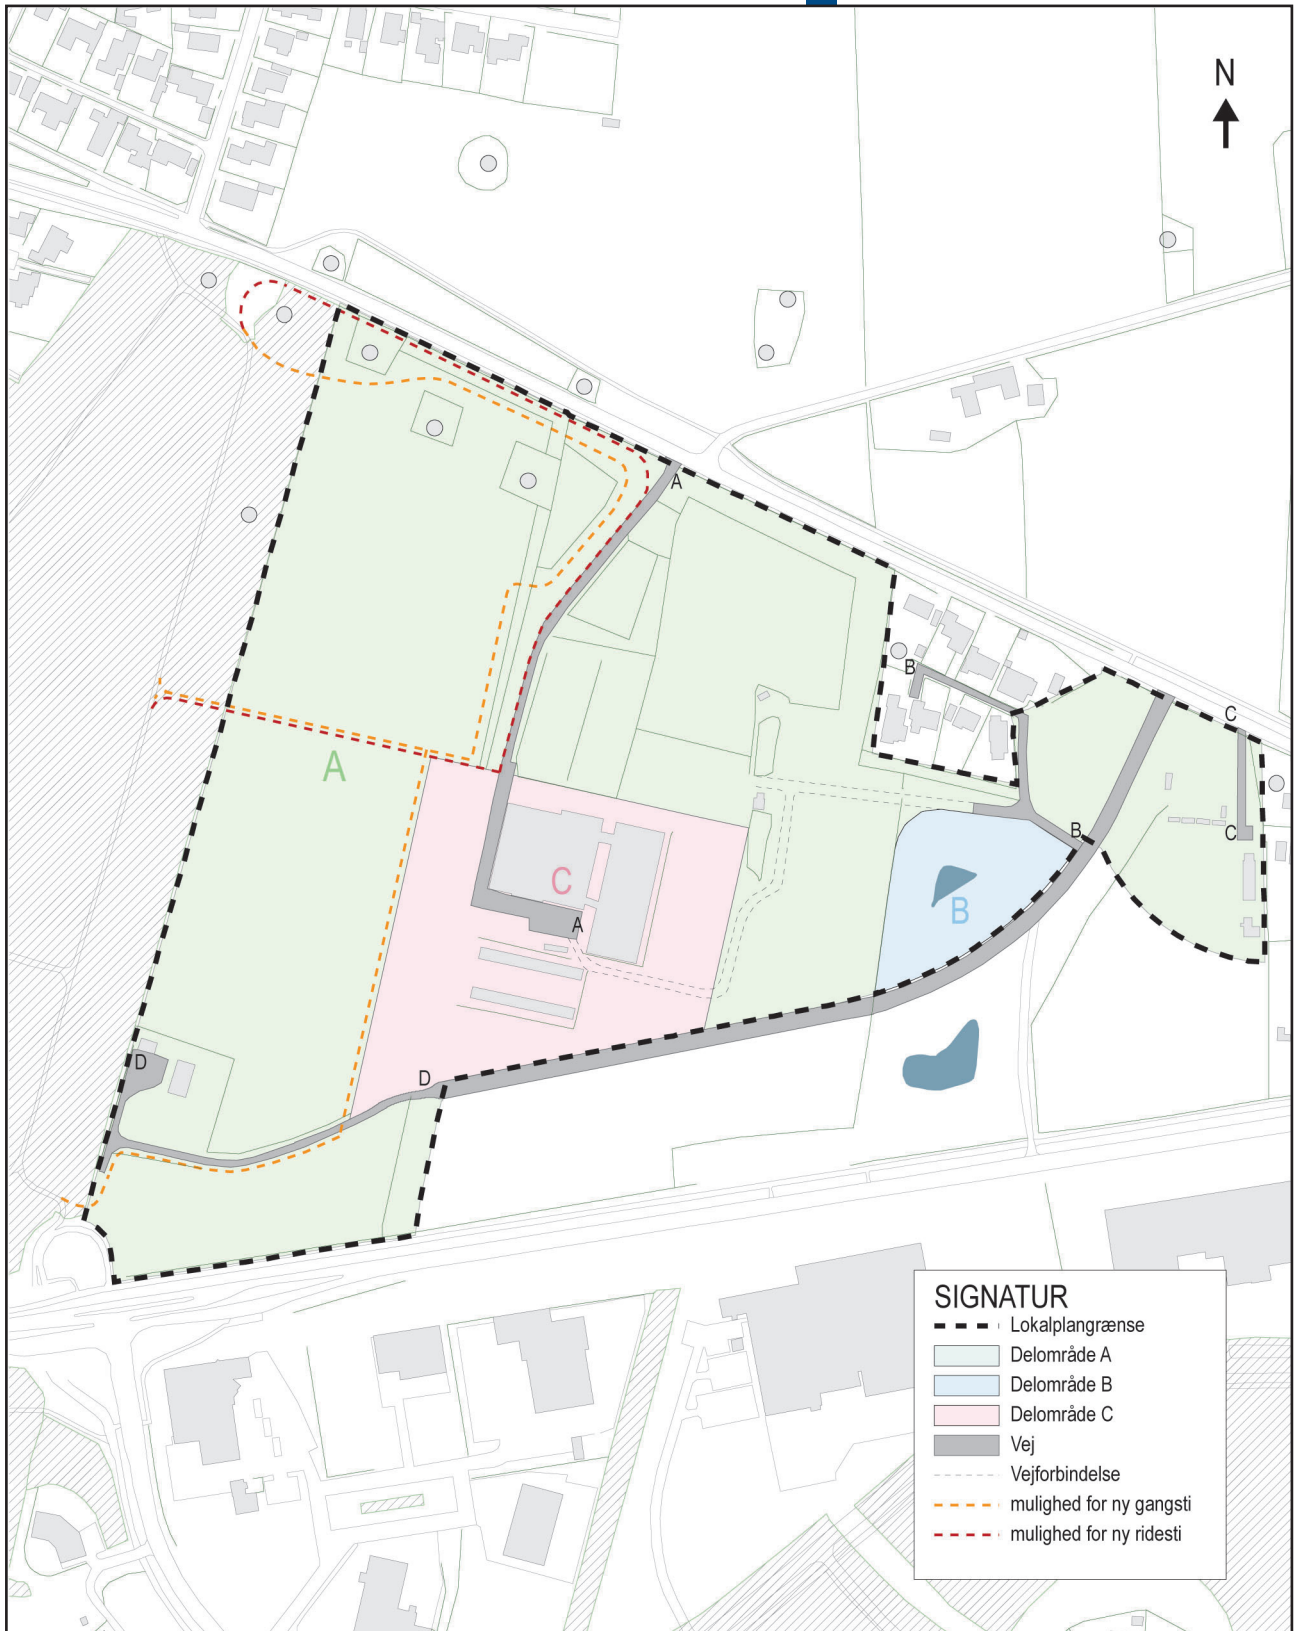 N
A
B
C
A
C
C
B
B
A
D
D
SIGNATUR
Lokalplangrænse
Delområde A
Delområde B
Delområde C
Vej
Vejforbindelse
mulighed for ny gangsti
mulighed for ny ridesti